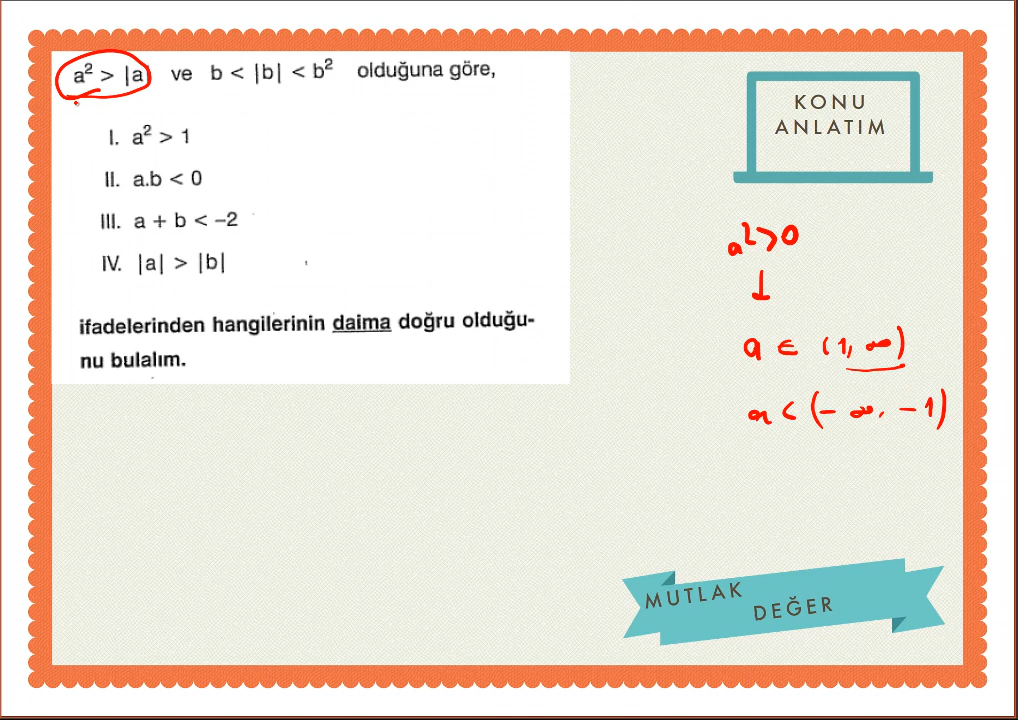 a² > |a| ve b < |b| < b² olduğuna göre,
I. a² > 1
II. a.b < 0
III. a + b < –2
IV. |a| > |b|
ifadelerinden hangilerinin daima doğru olduğu-
nu bulalım.
KONU
ANLATIM
a² > 0
↓
a ∈ (1, ∞)
a < (- ∞, -1)
MUTLAK
DEĞER